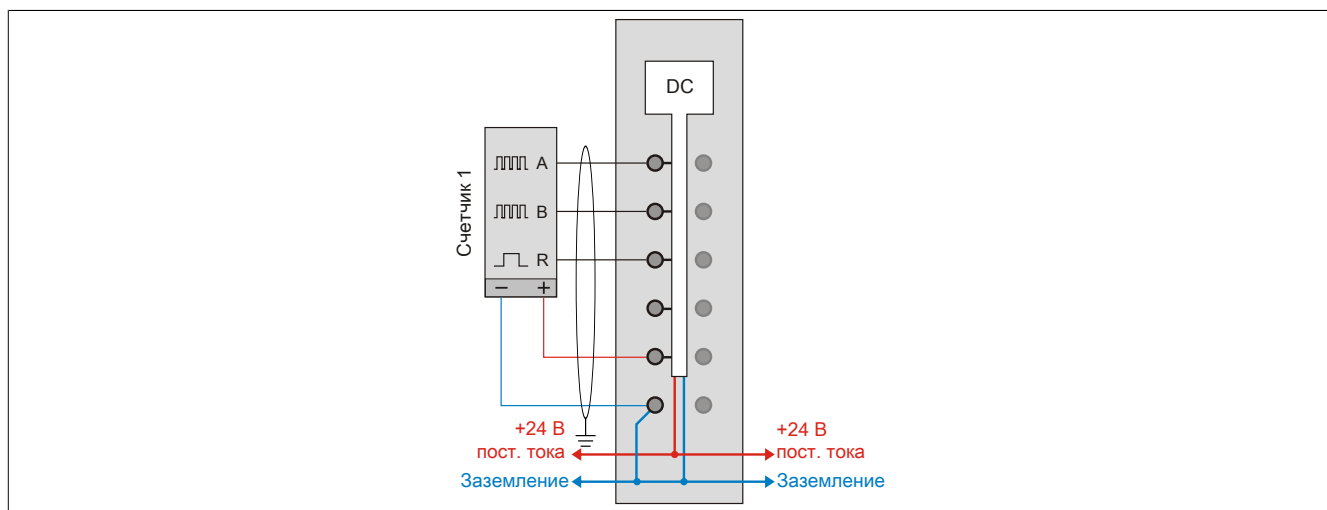 DC
Счетчик 1
A
B
R
− +
+24 В
пост. тока
+24 В
пост. тока
Заземление
Заземление